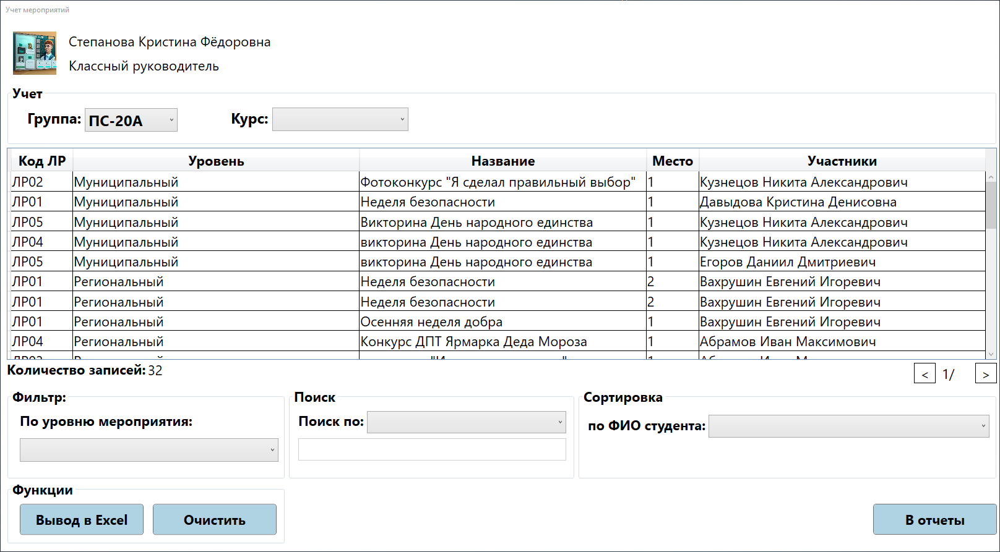 Учет мероприятий
Степанова Кристина Фёдоровна
Классный руководитель
Учет
Группа: ПС-20А Курс:
Код ЛР Уровень Название Место Участники
ЛР02 Муниципальный Фотоконкурс "Я сделал правильный выбор" 1 Кузнецов Никита Александрович
ЛР01 Муниципальный Неделя безопасности 1 Давыдова Кристина Денисовна
ЛР05 Муниципальный Викторина День народного единства 1 Кузнецов Никита Александрович
ЛР04 Муниципальный викторина День народного единства 1 Кузнецов Никита Александрович
ЛР05 Муниципальный викторина День народного единства 1 Егоров Даниил Дмитриевич
ЛР01 Региональный Неделя безопасности 2 Вахрушин Евгений Игоревич
ЛР01 Региональный Неделя безопасности 2 Вахрушин Евгений Игоревич
ЛР01 Региональный Осенняя неделя добра 1 Вахрушин Евгений Игоревич
ЛР04 Региональный Конкурс ДПТ Ярмарка Деда Мороза 1 Абрамов Иван Максимович
Количество записей: 32 < 1/ >
Фильтр: Поиск Сортировка
По уровню мероприятия: Поиск по: по ФИО студента:
Функции
Вывод в Excel Очистить В отчеты